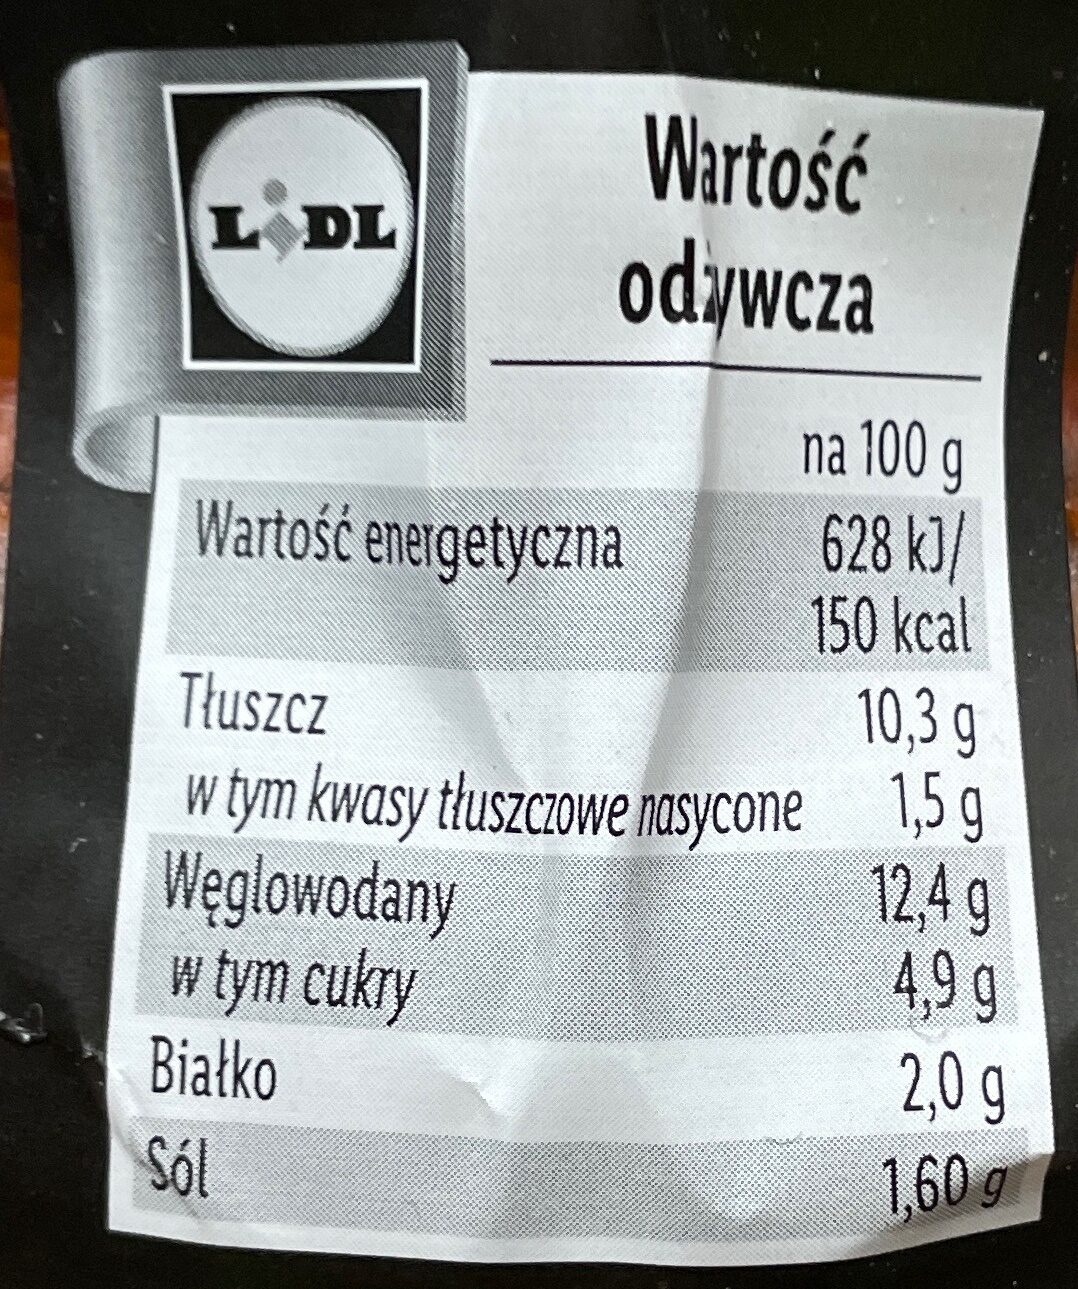 LIDL
Wartość
odżywcza
na 100 g
Wartość energetyczna 628 kJ/
150 kcal
Tłuszcz 10,3 g
w tym kwasy tłuszczowe nasycone 1,5 g
Węglowodany 12,4 g
w tym cukry 4,9 g
Białko 2,0 g
Sól 1,60 g